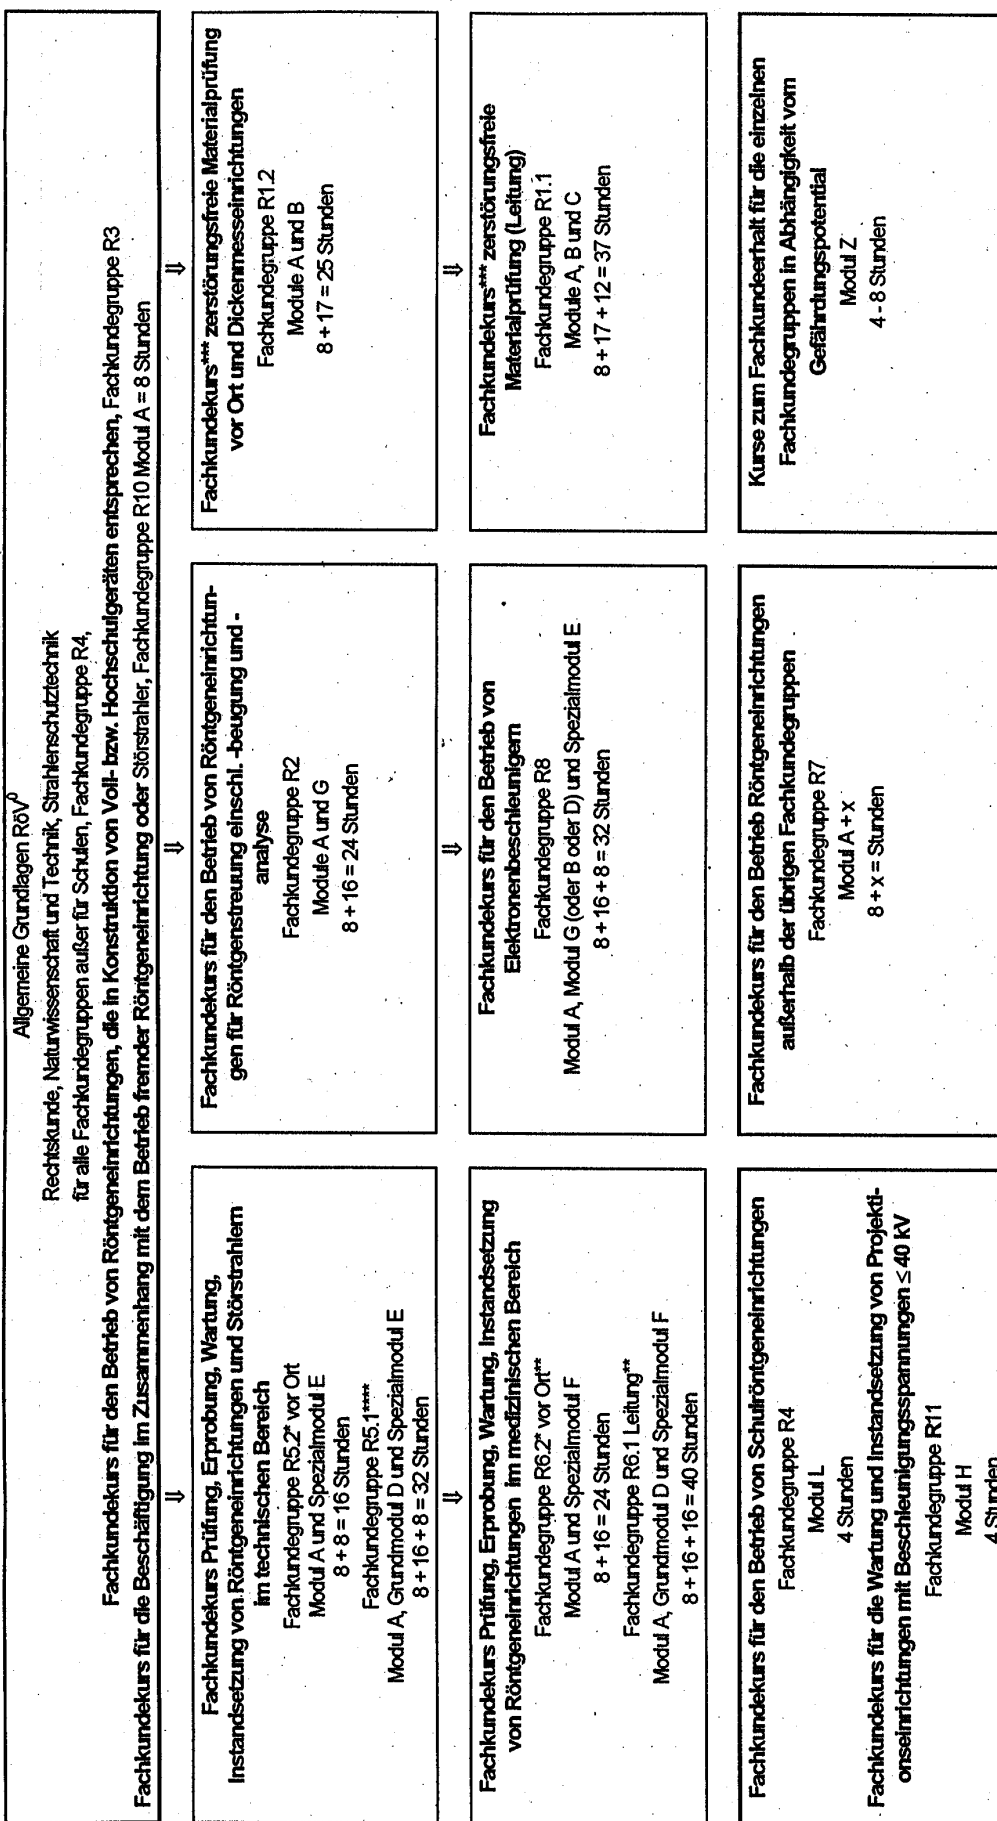 Allgemeine Grundlagen RöV⁰
Rechtskunde, Naturwissenschaft und Technik, Strahlenschutztechnik
für alle Fachkundegruppen außer für Schulen, Fachkundegruppe R4,
Fachkundekurs für den Betrieb von Röntgeneinrichtungen, die in Konstruktion von Voll- bzw. Hochschulgeräten entsprechen, Fachkundegruppe R3
Fachkundekurs für die Beschäftigung im Zusammenhang mit dem Betrieb fremder Röntgeneinrichtung oder Störstrahler, Fachkundegruppe R10 Modul A = 8 Stunden
⇓
⇓
⇓
Fachkundekurs Prüfung, Erprobung, Wartung,
Instandsetzung von Röntgeneinrichtungen und Störstrahlern
im technischen Bereich
Fachkundegruppe R5.2* vor Ort
Modul A und Spezialmodul E
8 + 8 = 16 Stunden
Fachkundegruppe R5.1****
Modul A, Grundmodul D und Spezialmodul E
8 + 16 + 8 = 32 Stunden
Fachkundekurs für den Betrieb von Röntgeneinrichtun-
gen für Röntgenstreuung einschl. -beugung und -
analyse
Fachkundegruppe R2
Module A und G
8 + 16 = 24 Stunden
Fachkundekurs*** zerstörungsfreie Materialprüfung
vor Ort und Dickenmesseinrichtungen
Fachkundegruppe R1.2
Module A und B
8 + 17 = 25 Stunden
⇓
⇓
⇓
Fachkundekurs Prüfung, Erprobung, Wartung, Instandsetzung
von Röntgeneinrichtungen im medizinischen Bereich
Fachkundegruppe R6.2* vor Ort**
Modul A und Spezialmodul F
8 + 16 = 24 Stunden
Fachkundegruppe R6.1 Leitung**
Modul A, Grundmodul D und Spezialmodul F
8 + 16 + 16 = 40 Stunden
Fachkundekurs für den Betrieb von
Elektronenbeschleunigern
Fachkundegruppe R8
Modul A, Modul G (oder B oder D) und Spezialmodul E
8 + 16 + 8 = 32 Stunden
Fachkundekurs*** zerstörungsfreie
Materialprüfung (Leitung)
Fachkundegruppe R1.1
Module A, B und C
8 + 17 + 12 = 37 Stunden
Fachkundekurs für den Betrieb von Schulröntgeneinrichtungen
Fachkundegruppe R4
Modul L
4 Stunden
Fachkundekurs für die Wartung und Instandsetzung von Projekti-
onseinrichtungen mit Beschleunigungsspannungen ≤ 40 kV
Fachkundegruppe R11
Modul H
4 Stunden
Fachkundekurs für den Betrieb Röntgeneinrichtungen
außerhalb der übrigen Fachkundegruppen
Fachkundegruppe R7
Modul A + x
8 + x = Stunden
Kurse zum Fachkundeerhalt für die einzelnen
Fachkundegruppen in Abhängigkeit vom
Gefährdungspotential
Modul Z
4 - 8 Stunden